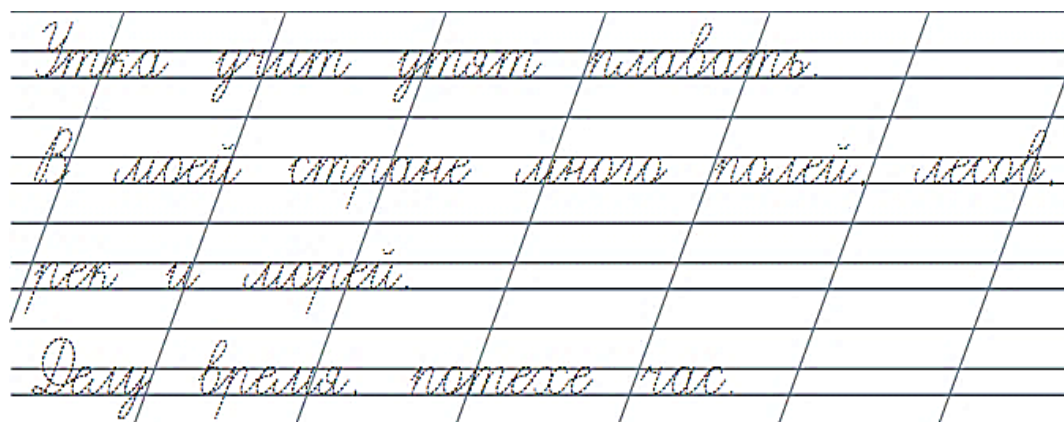 Утка учит утят плавать.
В моей стране много полей, лесов,
рек и морей.
Делу время, потехе час.